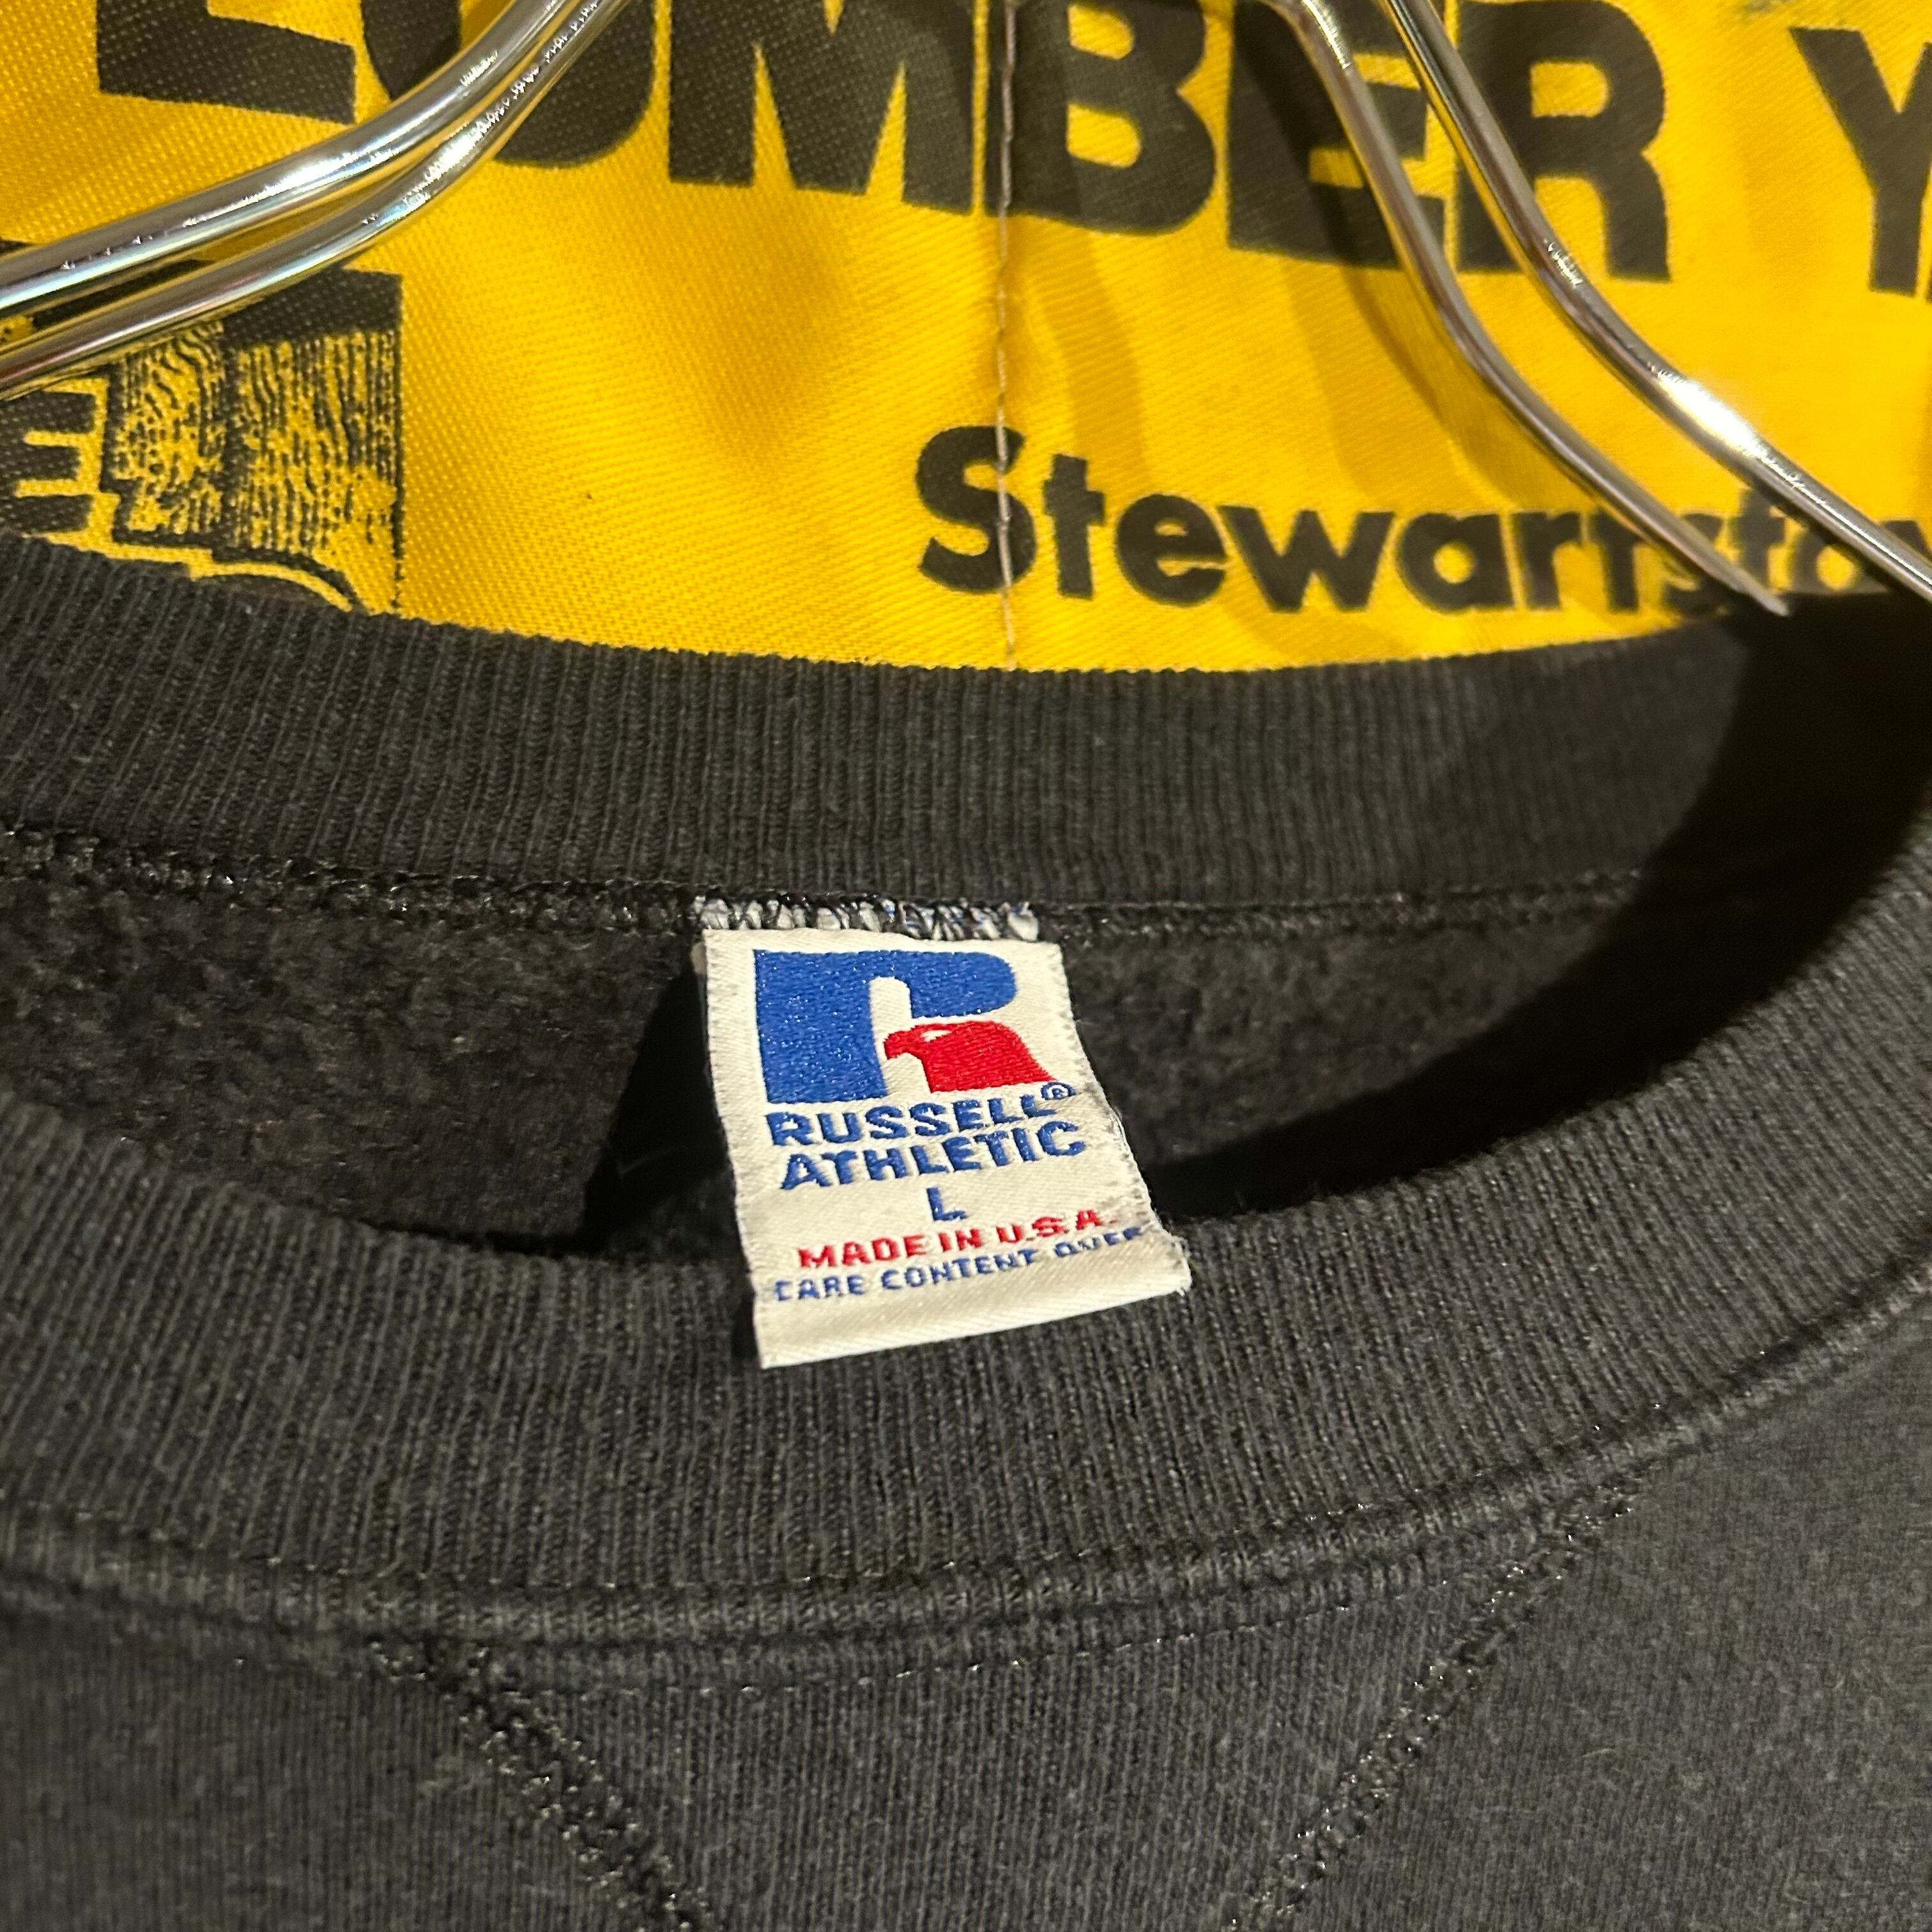 LUMBER
Stewartsto
RUSSELL®
ATHLETIC
L
MADE IN U.S.A.
CARE CONTENT OVER